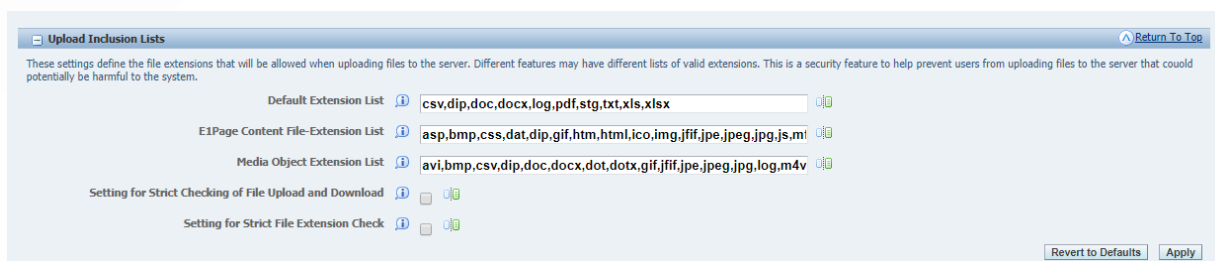 Upload Inclusion Lists
Return To Top
These settings define the file extensions that will be allowed when uploading files to the server. Different features may have different lists of valid extensions. This is a security feature to help prevent users from uploading files to the server that couold
potentially be harmful to the system.
Default Extension List csv,dip,doc,docx,log,pdf,stg,txt,xls,xlsx
E1Page Content File-Extension List asp,bmp,css,dat,dip,gif,htm,html,ico,img,jfif,jpe,jpeg,jpg,js,m
Media Object Extension List avi,bmp,csv,dip,doc,docx,dot,dotx,gif,jfif,jpe,jpeg,jpg,log,m4v
Setting for Strict Checking of File Upload and Download
Setting for Strict File Extension Check
Revert to Defaults Apply